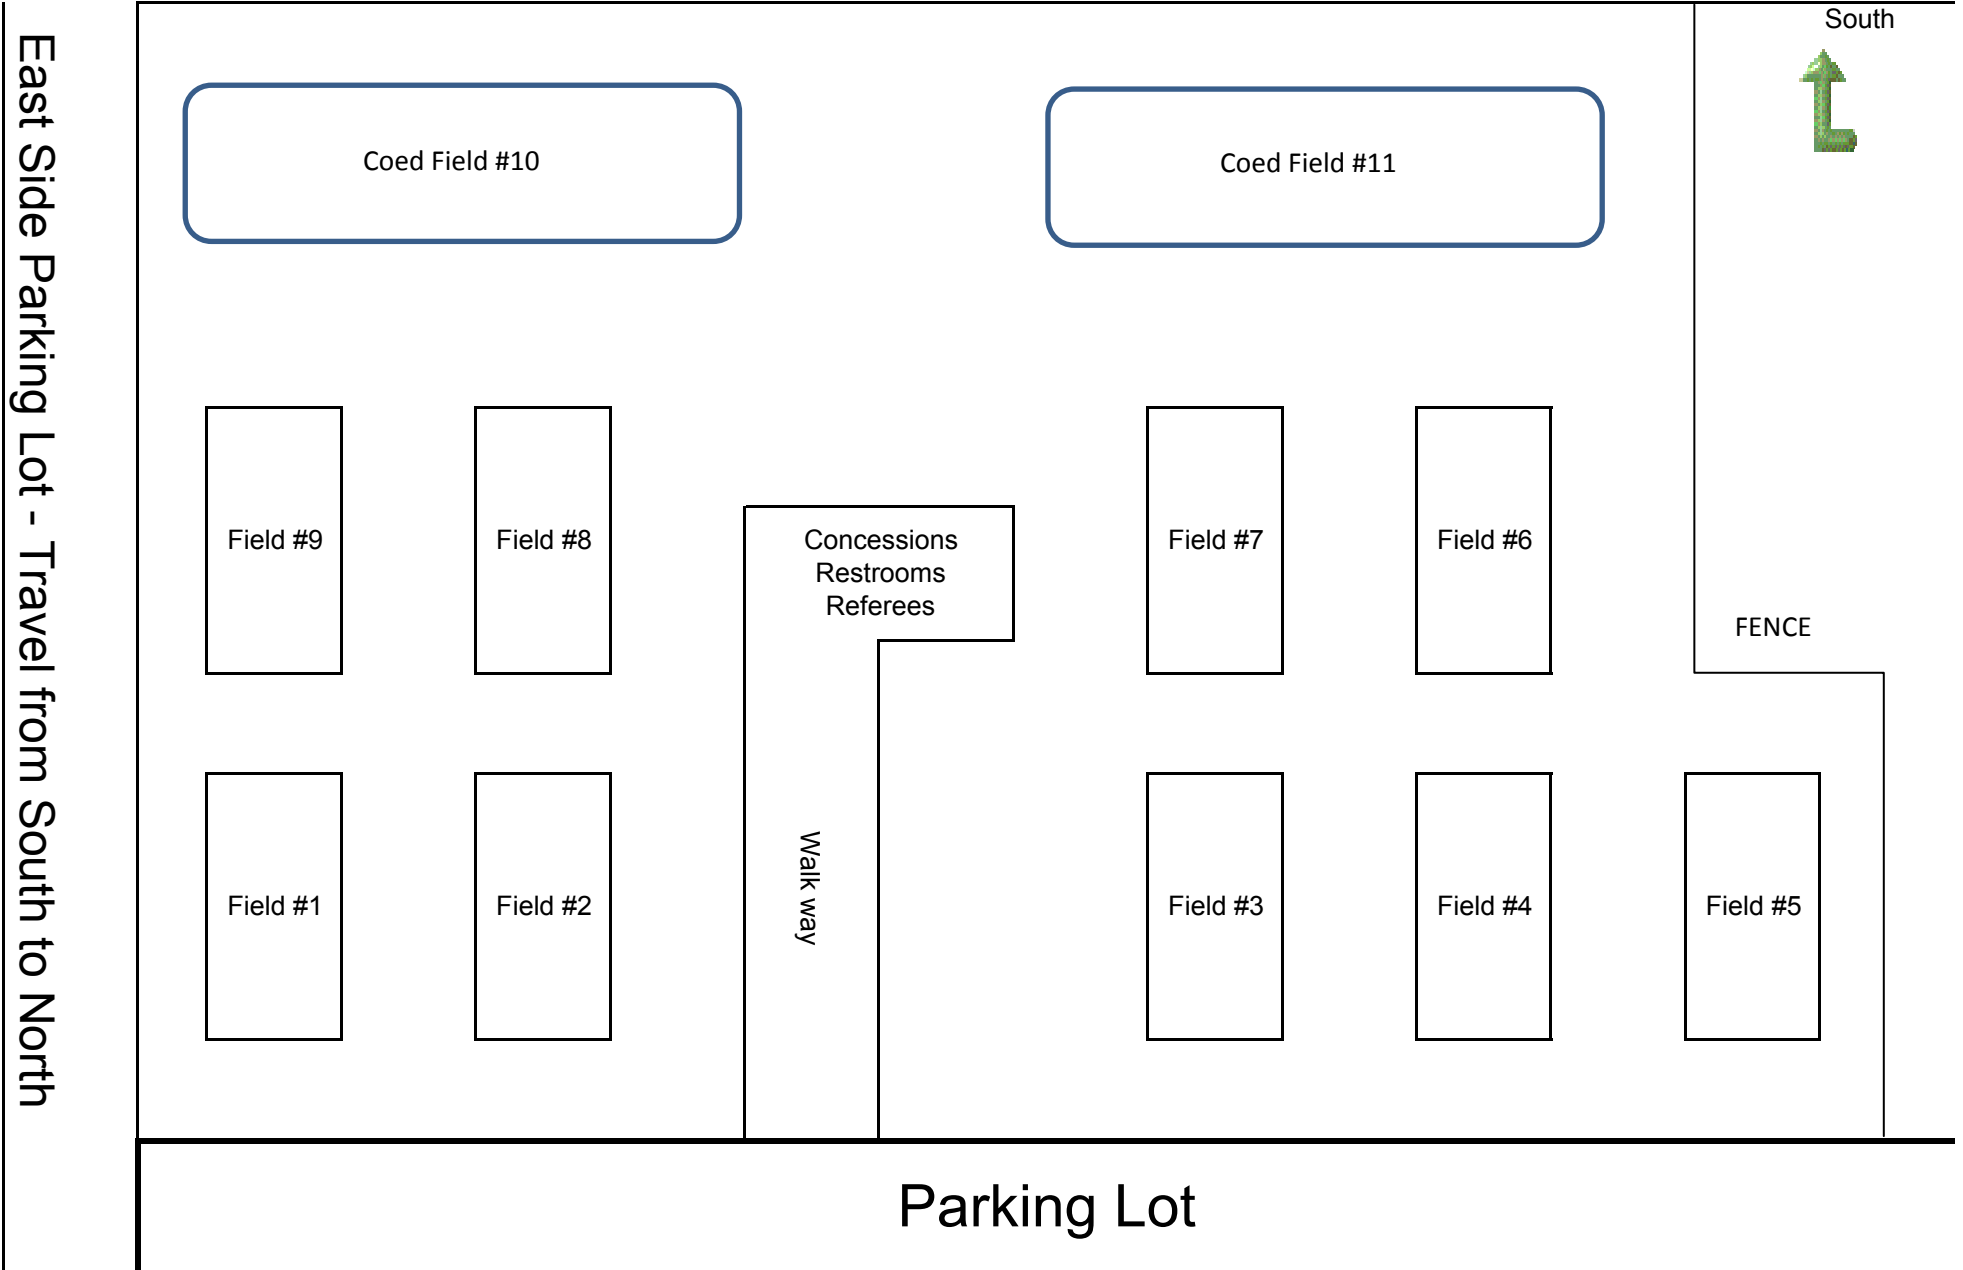 South
East Side Parking Lot - Travel from South to North
Coed Field #10
Coed Field #11
Field #9
Field #8
Concessions
Restrooms
Referees
Field #7
Field #6
FENCE
Walk way
Field #1
Field #2
Field #3
Field #4
Field #5
Parking Lot